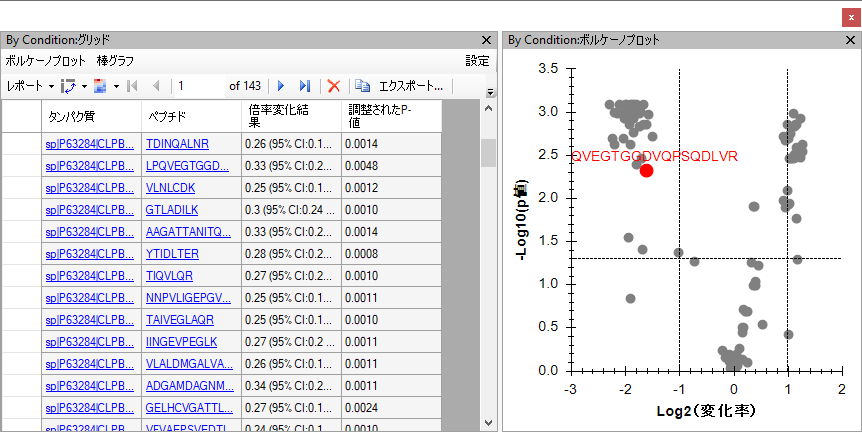 By Condition:グリッド
ボルケーノプロット 棒グラフ 設定
レポート 1 of 143 エクスポート...
タンパク質 ペプチド 倍率変化結果 調整されたP-値
sp|P63284|CLPB... TDINQALNR 0.26 (95% CI:0.1... 0.0014
sp|P63284|CLPB... LPQVEGTGGD... 0.33 (95% CI:0.2... 0.0048
sp|P63284|CLPB... VLNLCDK 0.25 (95% CI:0.1... 0.0012
sp|P63284|CLPB... GTLADILK 0.3 (95% CI:0.24 ... 0.0010
sp|P63284|CLPB... AAGATTANITQ... 0.33 (95% CI:0.2... 0.0014
sp|P63284|CLPB... YTIDLTER 0.28 (95% CI:0.2... 0.0008
sp|P63284|CLPB... TIQVLQR 0.27 (95% CI:0.2... 0.0010
sp|P63284|CLPB... NNPVLIGEPGV... 0.25 (95% CI:0.1... 0.0011
sp|P63284|CLPB... TAIVEGLAQR 0.25 (95% CI:0.1... 0.0010
sp|P63284|CLPB... IINGEVPEGLK 0.27 (95% CI:0.2... 0.0011
sp|P63284|CLPB... VLALDMGALVA... 0.26 (95% CI:0.1... 0.0011
sp|P63284|CLPB... ADGAMDAGNM... 0.34 (95% CI:0.2... 0.0011
sp|P63284|CLPB... GELHCVGATTL... 0.27 (95% CI:0.1... 0.0024
sp|P63284|CLPB... VFVAEPSVEDTI... 0.24 (95% CI:0.1... 0.0010
By Condition:ボルケーノプロット
3.5
3.0
2.5
QVEGTGGDVQPSQDLVR
2.0
-Log10(p値)
1.5
1.0
0.5
0.0
-3 -2 -1 0 1 2
Log2(変化率)